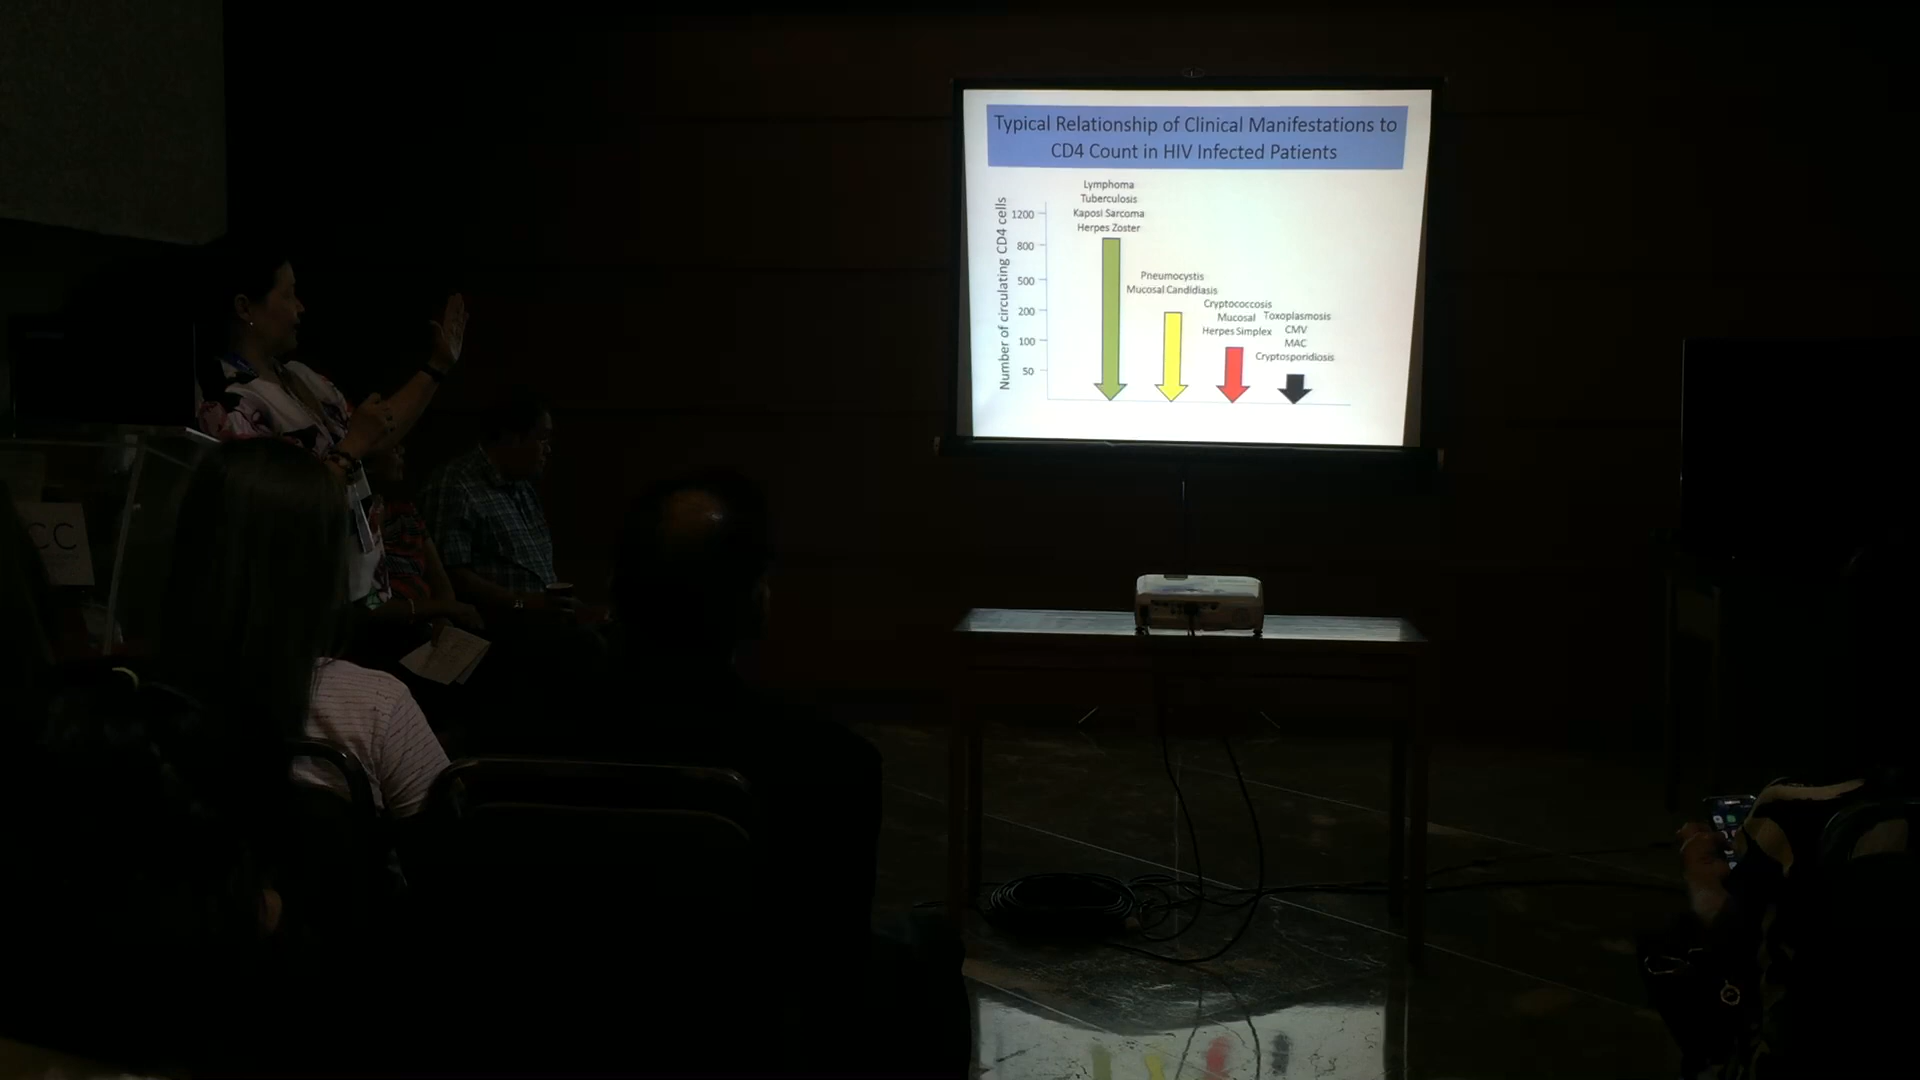 Typical Relationship of Clinical Manifestations to
CD4 Count in HIV Infected Patients
Number of circulating CD4 cells
1200
800
500
200
100
50
Lymphoma
Tuberculosis
Kaposi Sarcoma
Herpes Zoster
Pneumocystis
Mucosal Candidiasis
Cryptococcosis
Mucosal
Herpes Simplex
Toxoplasmosis
CMV
MAC
Cryptosporidiosis
CC